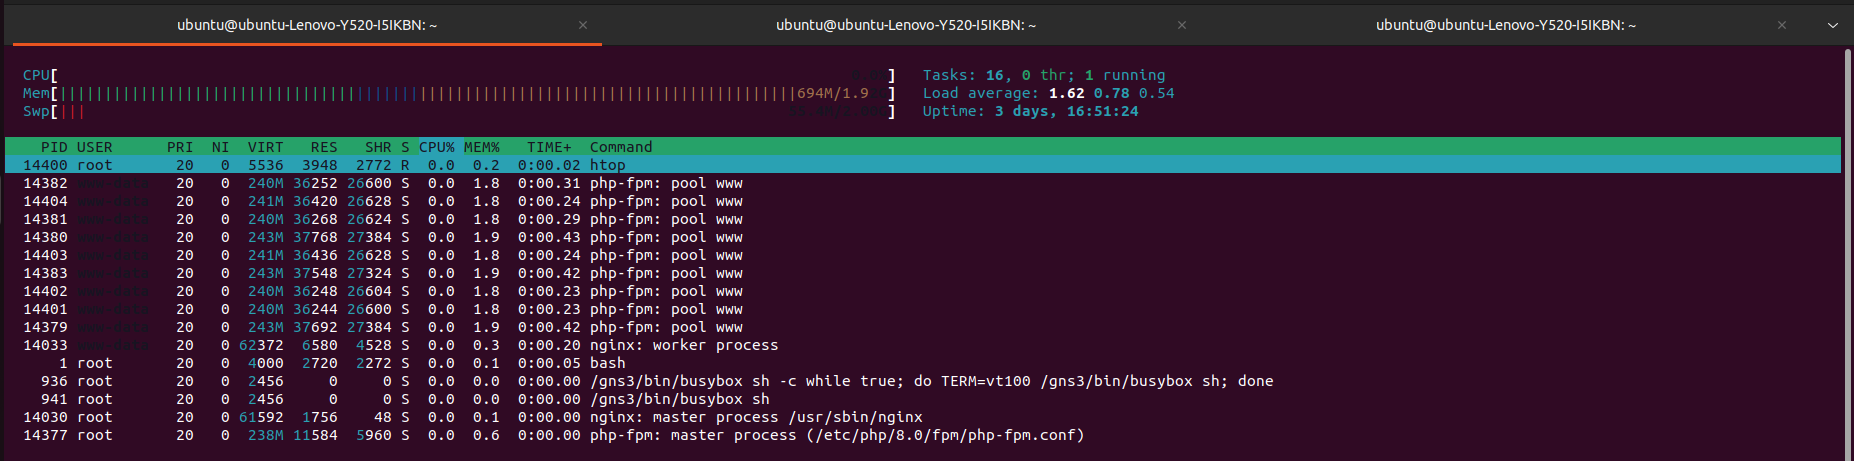 ubuntu@ubuntu-Lenovo-Y520-I5IKBN: ~ × ubuntu@ubuntu-Lenovo-Y520-I5IKBN: ~ × ubuntu@ubuntu-Lenovo-Y520-I5IKBN: ~ ×
CPU[ ] Tasks: 16, 0 thr; 1 running
Mem[||||||||||||||||||||||||||||||||||||||||||||||||||||||||||||||||||||||||||||||||||694M/1.9 ] Load average: 1.62 0.78 0.54
Swp[||| ] Uptime: 3 days, 16:51:24
PID USER PRI NI VIRT RES SHR S CPU% MEM% TIME+ Command
14400 root 20 0 5536 3948 2772 R 0.0 0.2 0:00.02 htop
14382 20 0 240M 36252 26600 S 0.0 1.8 0:00.31 php-fpm: pool www
14404 20 0 241M 36420 26628 S 0.0 1.8 0:00.24 php-fpm: pool www
14381 20 0 240M 36268 26624 S 0.0 1.8 0:00.29 php-fpm: pool www
14380 20 0 243M 37768 27384 S 0.0 1.9 0:00.43 php-fpm: pool www
14403 20 0 241M 36436 26628 S 0.0 1.8 0:00.24 php-fpm: pool www
14383 20 0 243M 37548 27324 S 0.0 1.9 0:00.42 php-fpm: pool www
14402 20 0 240M 36248 26604 S 0.0 1.8 0:00.23 php-fpm: pool www
14401 20 0 240M 36244 26600 S 0.0 1.8 0:00.23 php-fpm: pool www
14379 20 0 243M 37692 27384 S 0.0 1.9 0:00.42 php-fpm: pool www
14033 20 0 62372 6580 4528 S 0.0 0.3 0:00.20 nginx: worker process
1 root 20 0 4000 2720 2272 S 0.0 0.1 0:00.05 bash
936 root 20 0 2456 0 0 S 0.0 0.0 0:00.00 /gns3/bin/busybox sh -c while true; do TERM=vt100 /gns3/bin/busybox sh; done
941 root 20 0 2456 0 0 S 0.0 0.0 0:00.00 /gns3/bin/busybox sh
14030 root 20 0 61592 1756 48 S 0.0 0.1 0:00.00 nginx: master process /usr/sbin/nginx
14377 root 20 0 238M 11584 5960 S 0.0 0.6 0:00.00 php-fpm: master process (/etc/php/8.0/fpm/php-fpm.conf)